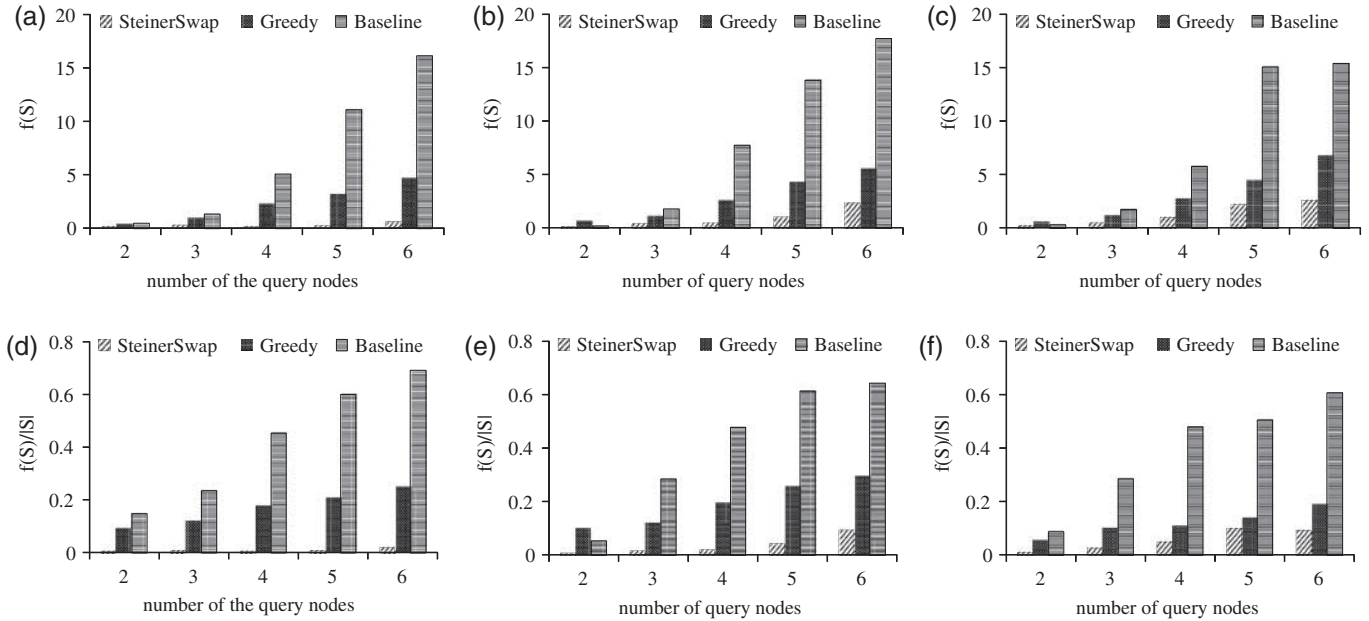 (a)
SteinerSwap Greedy Baseline
20
15
10
5
0
f(S)
2 3 4 5 6
number of the query nodes
(b)
SteinerSwap Greedy Baseline
20
15
10
5
0
f(S)
2 3 4 5 6
number of query nodes
(c)
SteinerSwap Greedy Baseline
20
15
10
5
0
f(S)
2 3 4 5 6
number of query nodes
(d)
SteinerSwap Greedy Baseline
0.8
0.6
0.4
0.2
0
f(S)/|S|
2 3 4 5 6
number of the query nodes
(e)
SteinerSwap Greedy Baseline
0.8
0.6
0.4
0.2
0
f(S)/|S|
2 3 4 5 6
number of query nodes
(f)
SteinerSwap Greedy Baseline
0.8
0.6
0.4
0.2
0
f(S)/|S|
2 3 4 5 6
number of query nodes